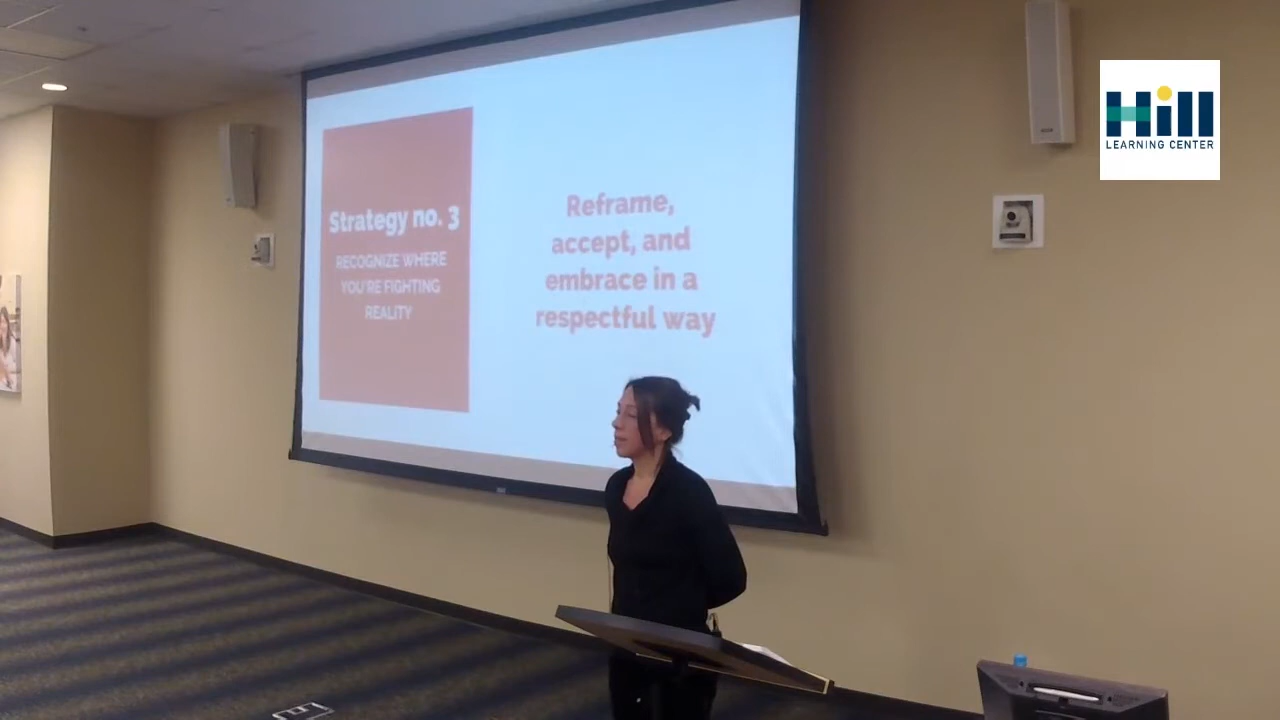 Strategy no. 3
RECOGNIZE WHERE
YOU'RE FIGHTING
REALITY
Reframe,
accept, and
embrace in a
respectful way
Hill
LEARNING CENTER